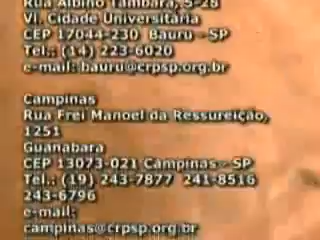 Rua Albino Tambara, 5-28
Vl. Cidade Universitária
CEP 17044-230 Bauru - SP
Tel.: (14) 223-6020
e-mail: bauru@crpsp.org.br
Campinas
Rua Frei Manoel da Ressureição,
1251
Guanabara
CEP 13073-021 Campinas - SP
Tel.: (19) 243-7877 241-8516
243-6796
e-mail:
campinas@crpsp.org.br